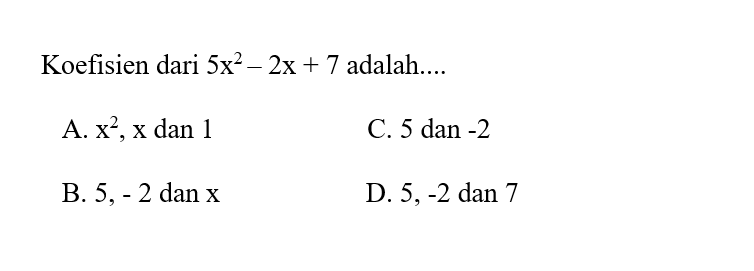 Koefisien dari 5x² – 2x + 7 adalah....
A. x², x dan 1 C. 5 dan -2
B. 5, - 2 dan x D. 5, -2 dan 7